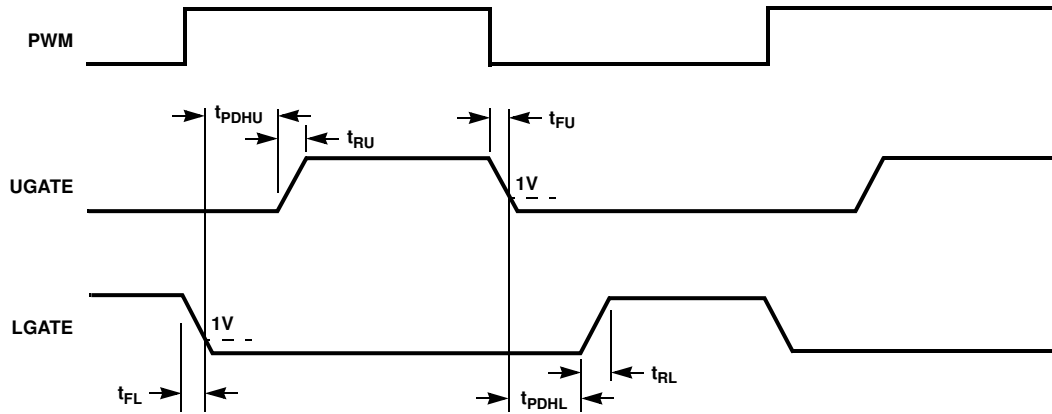 PWM
tPDHU
tRU
tFU
UGATE
1V
LGATE
1V
tFL
tRL
tPDHL